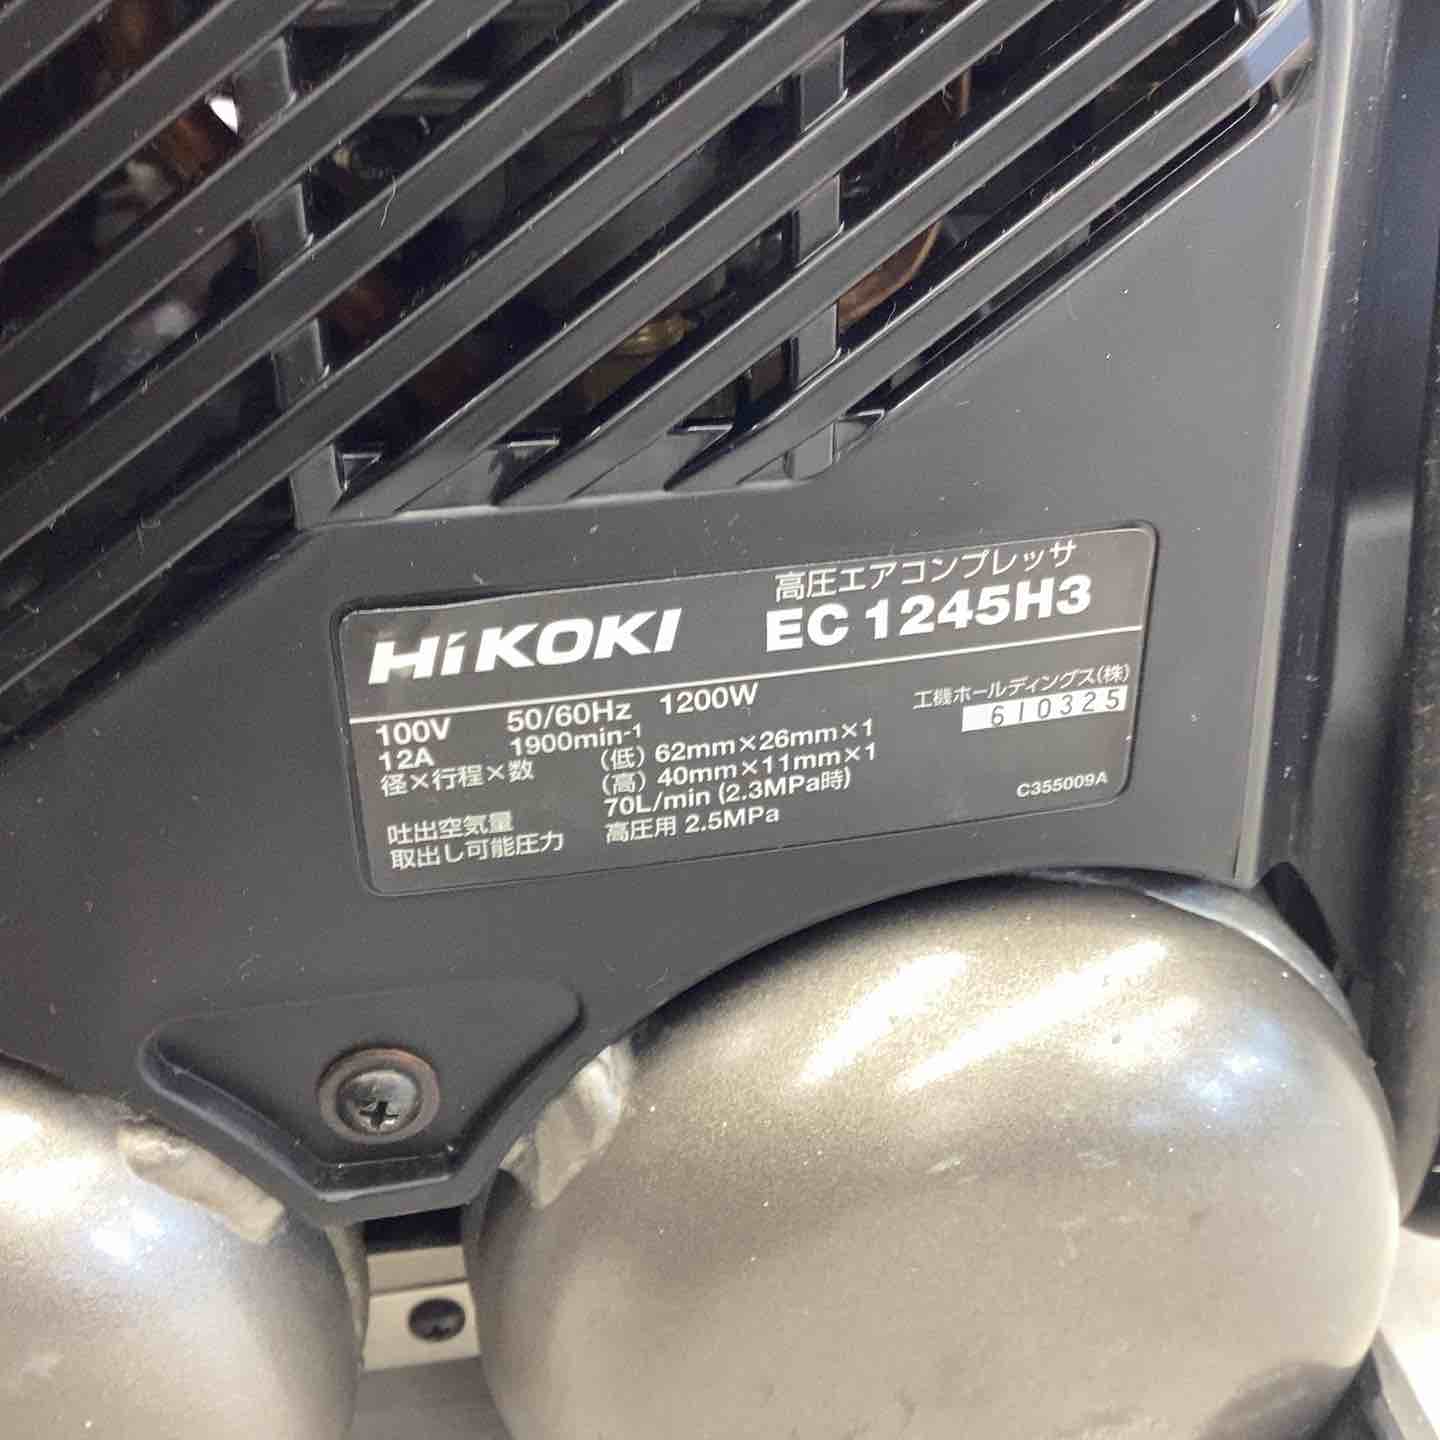 高圧エアコンプレッサ
HiKOKI EC 1245H3
100V 50/60Hz 1200W
工機ホールディングス(株)
12A 1900min-1
610325
径×行程×数 (低) 62mm×26mm×1
(高) 40mm×11mm×1
吐出空気量 70L/min (2.3MPa時)
取出し可能圧力 高圧用 2.5MPa
C355009A